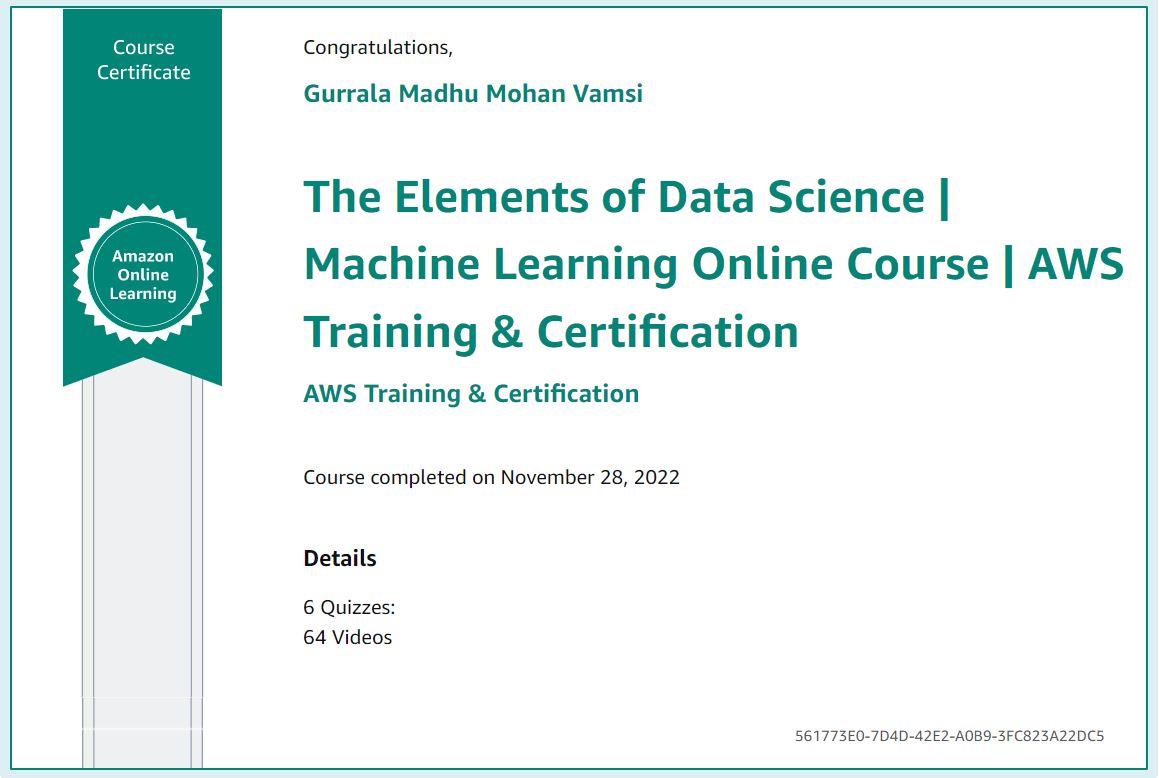 Course
Certificate
Amazon
Online
Learning
Congratulations,
Gurrala Madhu Mohan Vamsi
The Elements of Data Science |
Machine Learning Online Course | AWS
Training & Certification
AWS Training & Certification
Course completed on November 28, 2022
Details
6 Quizzes:
64 Videos
561773E0-7D4D-42E2-A0B9-3FC823A22DC5